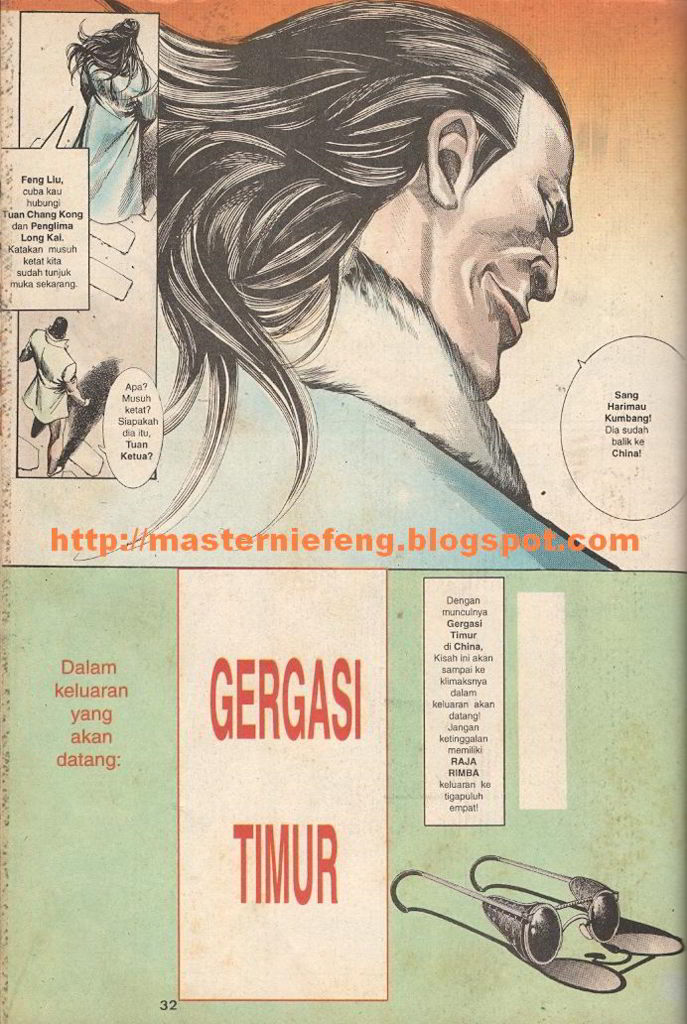 Feng Liu,
cuba kau
hubungi
Tuan Chang Kong
dan Penglima
Long Kai.
Katakan musuh
ketat kita
sudah tunjuk
muka sekarang.
Apa?
Musuh
ketat?
Siapakah
dia itu,
Tuan
Ketua?
Sang
Harimau
Kumbang!
Dia sudah
balik ke
China!
http://masterniefeng.blogspot.com
Dalam
keluaran
yang
akan
datang:
GERGASI
TIMUR
Dengan
munculnya
Gergasi
Timur
di China,
Kisah ini akan
sampai ke
klimaksnya
dalam
keluaran akan
datang!
Jangan
ketinggalan
memiliki
RAJA
RIMBA
keluaran ke
tigapuluh
empat!
32